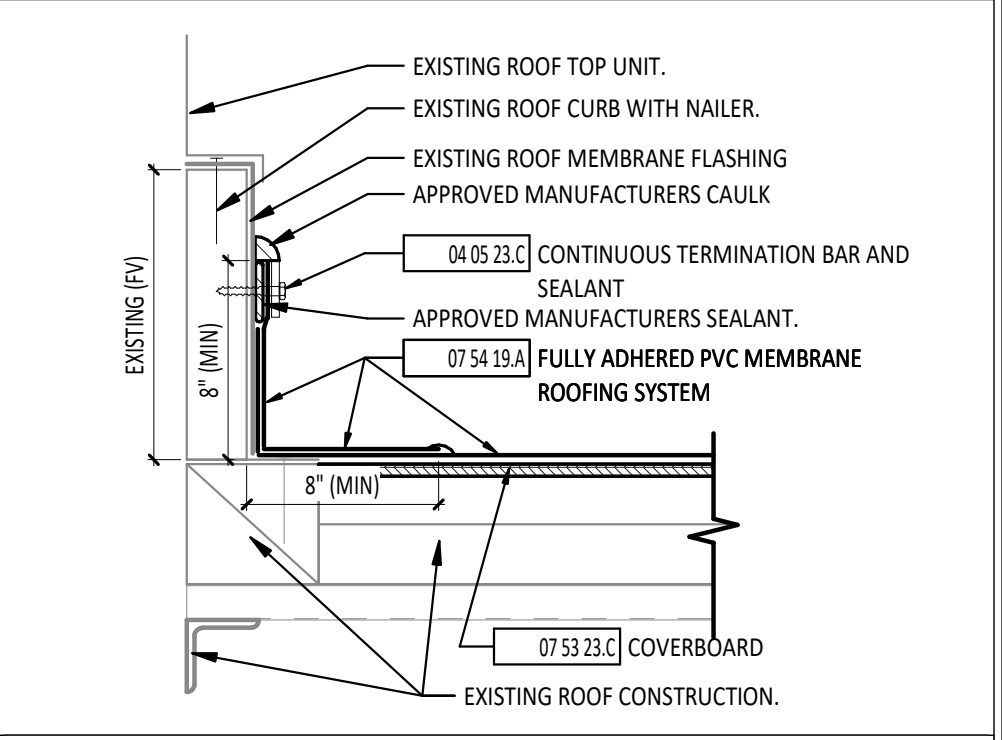 EXISTING ROOF TOP UNIT.
EXISTING ROOF CURB WITH NAILER.
EXISTING ROOF MEMBRANE FLASHING
APPROVED MANUFACTURERS CAULK
04 05 23.C CONTINUOUS TERMINATION BAR AND
SEALANT
APPROVED MANUFACTURERS SEALANT.
07 54 19.A FULLY ADHERED PVC MEMBRANE
ROOFING SYSTEM
EXISTING (FV)
8" (MIN)
8" (MIN)
07 53 23.C COVERBOARD
EXISTING ROOF CONSTRUCTION.